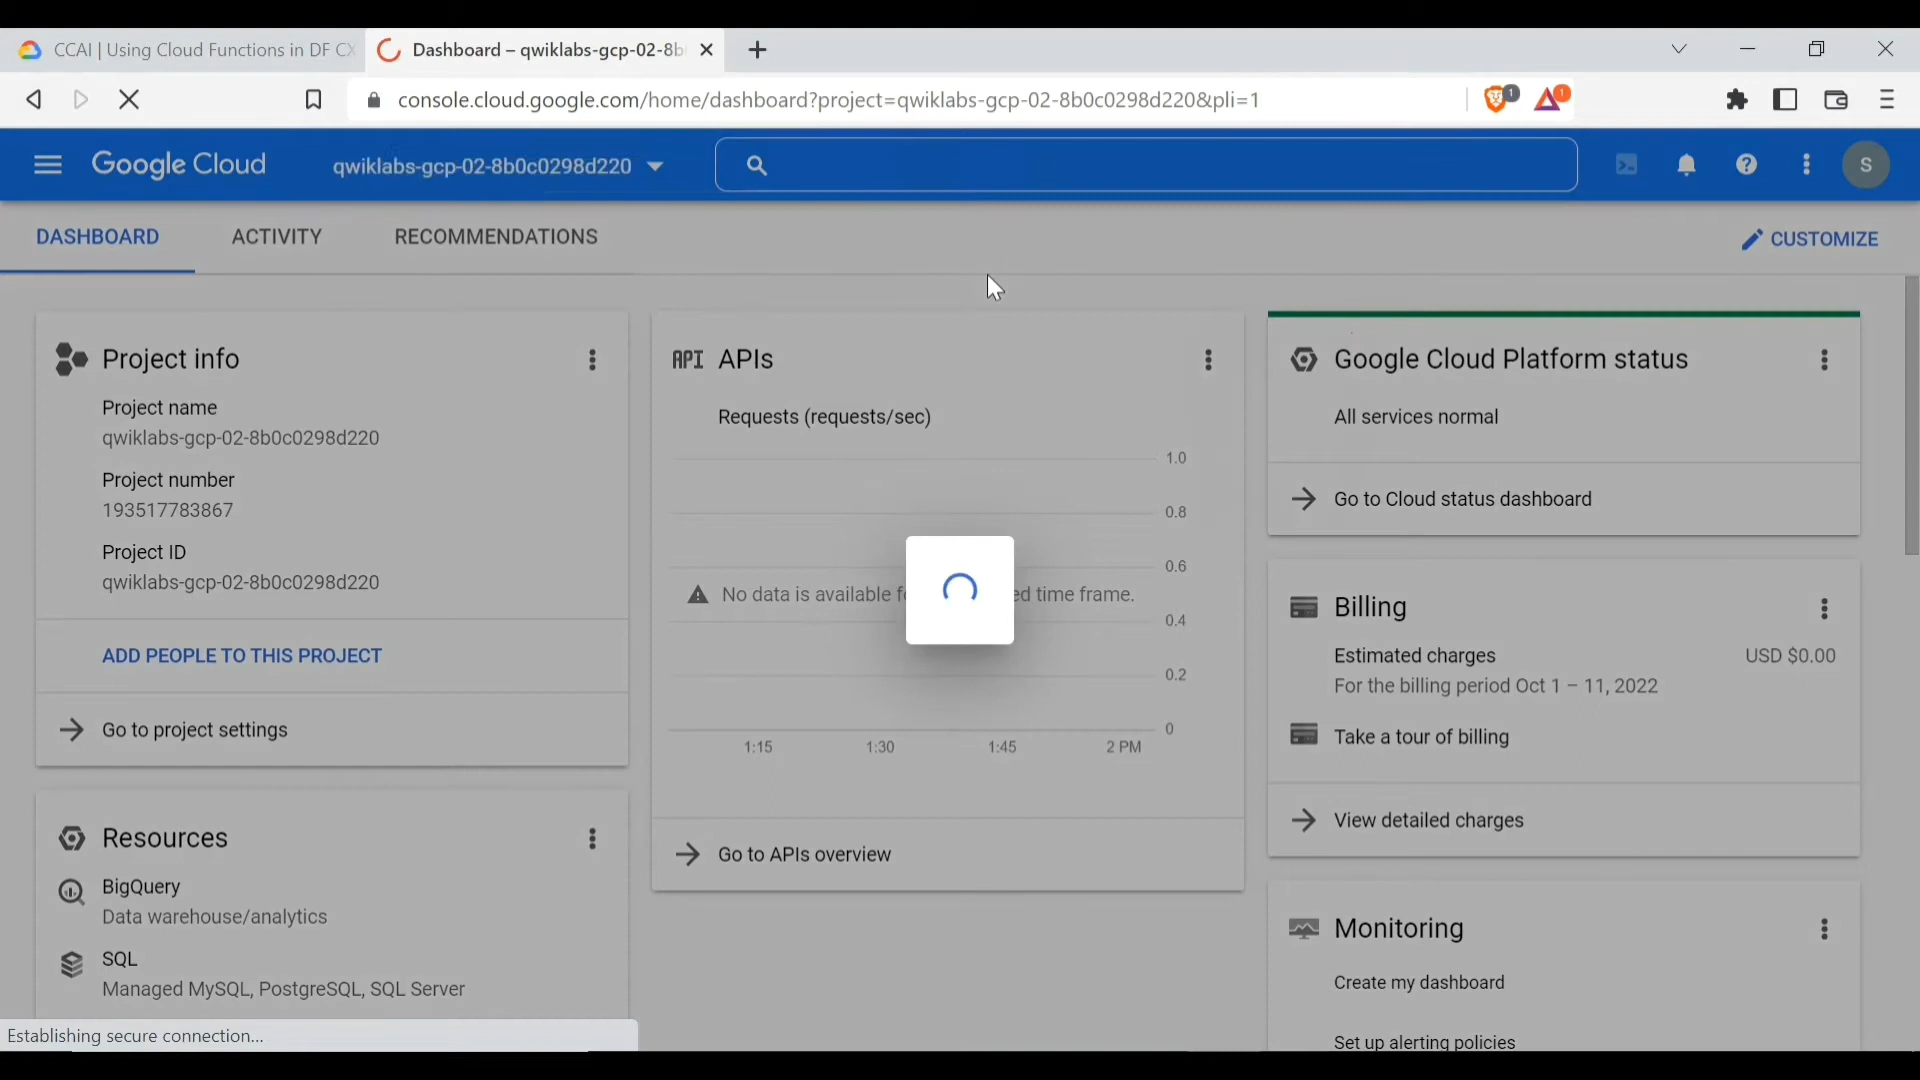 CCAI | Using Cloud Functions in DF CX
Dashboard – qwiklabs-gcp-02-8b
console.cloud.google.com/home/dashboard?project=qwiklabs-gcp-02-8b0c0298d220&pli=1
1
1
Google Cloud
qwiklabs-gcp-02-8b0c0298d220
S
DASHBOARD
ACTIVITY
RECOMMENDATIONS
CUSTOMIZE
Project info
Project name
qwiklabs-gcp-02-8b0c0298d220
Project number
193517783867
Project ID
qwiklabs-gcp-02-8b0c0298d220
ADD PEOPLE TO THIS PROJECT
Go to project settings
Resources
BigQuery
Data warehouse/analytics
SQL
Managed MySQL, PostgreSQL, SQL Server
Establishing secure connection...
API APIs
Requests (requests/sec)
1.0
0.8
0.6
No data is available time frame.
0.4
0.2
0
1:15 1:30 1:45 2 PM
Go to APIs overview
Google Cloud Platform status
All services normal
Go to Cloud status dashboard
Billing
Estimated charges USD $0.00
For the billing period Oct 1 – 11, 2022
Take a tour of billing
View detailed charges
Monitoring
Create my dashboard
Set up alerting policies